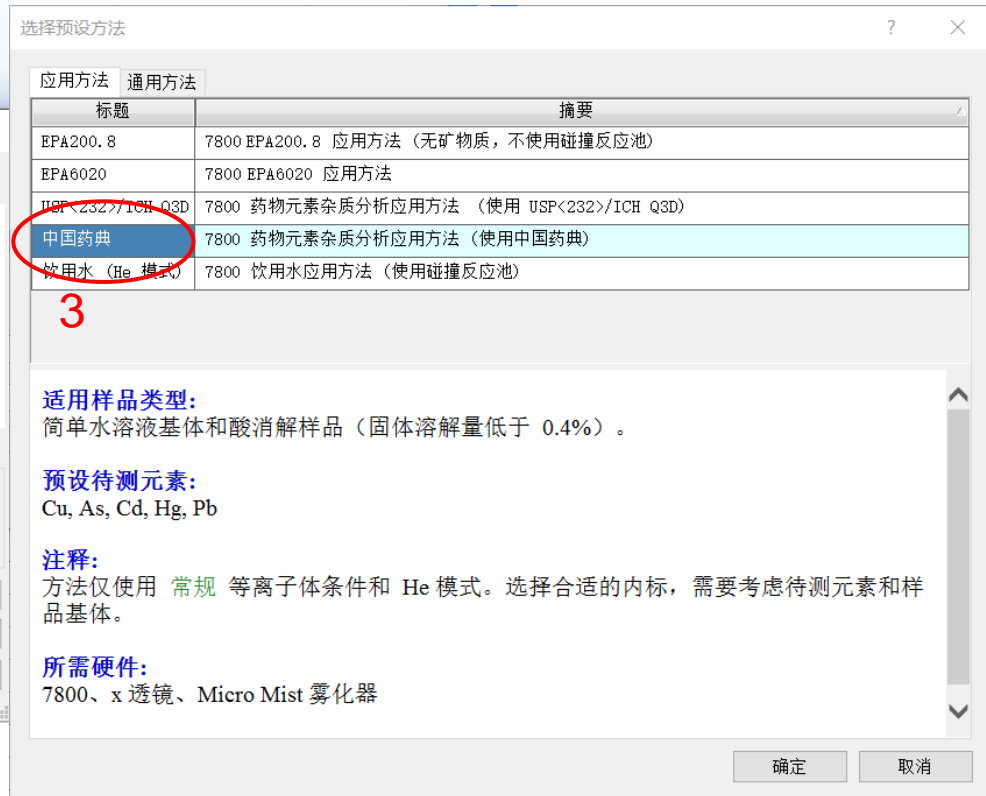 选择预设方法
应用方法 通用方法
标题 摘要
EPA200.8 7800 EPA200.8 应用方法（无矿物质，不使用碰撞反应池）
EPA6020 7800 EPA6020 应用方法
USP<232>/ICH Q3D 7800 药物元素杂质分析应用方法 （使用 USP<232>/ICH Q3D）
中国药典 7800 药物元素杂质分析应用方法（使用中国药典）
饮用水 (He 模式) 7800 饮用水应用方法（使用碰撞反应池）
3
适用样品类型:
简单水溶液基体和酸消解样品（固体溶解量低于 0.4%）。
预设待测元素:
Cu, As, Cd, Hg, Pb
注释:
方法仅使用 常规 等离子体条件和 He 模式。选择合适的内标，需要考虑待测元素和样
品基体。
所需硬件:
7800、x 透镜、Micro Mist 雾化器
确定 取消